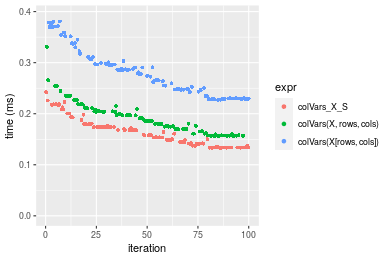 0.4
0.3
0.2
0.1
0.0
time (ms)
0
25
50
75
100
iteration
expr
colVars_X_S
colVars(X, rows, cols)
colVars(X[rows, cols])